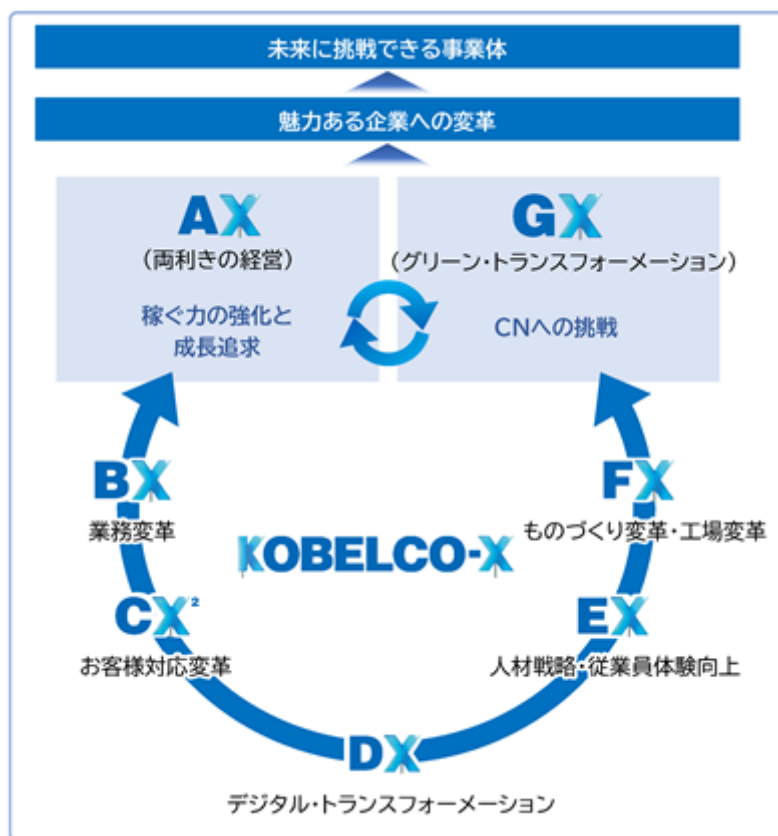 未来に挑戦できる事業体
魅力ある企業への変革
AX
(両利きの経営)
稼ぐ力の強化と
成長追求
GX
(グリーン・トランスフォーメーション)
CNへの挑戦
BX
業務変革
FX
ものづくり変革・工場変革
KOBELCO-X
CX²
お客様対応変革
EX
人材戦略・従業員体験向上
DX
デジタル・トランスフォーメーション